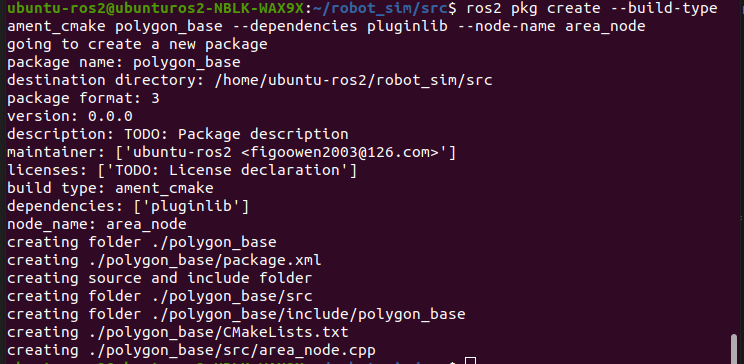 ubuntu-ros2@ubunturos2-NBLK-WAX9X:~/robot_sim/src$ ros2 pkg create --build-type
ament_cmake polygon_base --dependencies pluginlib --node-name area_node
going to create a new package
package name: polygon_base
destination directory: /home/ubuntu-ros2/robot_sim/src
package format: 3
version: 0.0.0
description: TODO: Package description
maintainer: ['ubuntu-ros2 <figoowen2003@126.com>']
licenses: ['TODO: License declaration']
build type: ament_cmake
dependencies: ['pluginlib']
node_name: area_node
creating folder ./polygon_base
creating ./polygon_base/package.xml
creating source and include folder
creating folder ./polygon_base/src
creating folder ./polygon_base/include/polygon_base
creating ./polygon_base/CMakeLists.txt
creating ./polygon_base/src/area_node.cpp